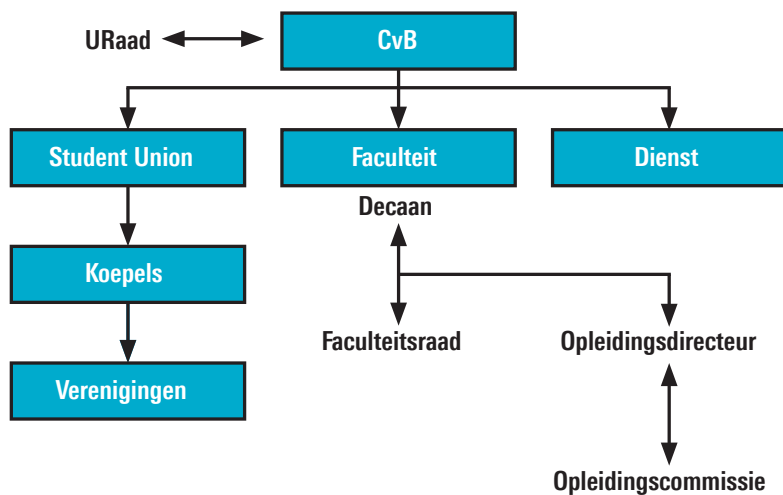 URaad
CvB
Student Union
Faculteit
Dienst
Decaan
Koepels
Faculteitsraad
Opleidingsdirecteur
Verenigingen
Opleidingscommissie